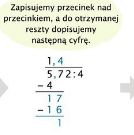 Zapisujemy przecinek nad
przecinkiem, a do otrzymanej
reszty dopisujemy
następną cyfrę.
1,4
5,72:4
-4
17
-16
1